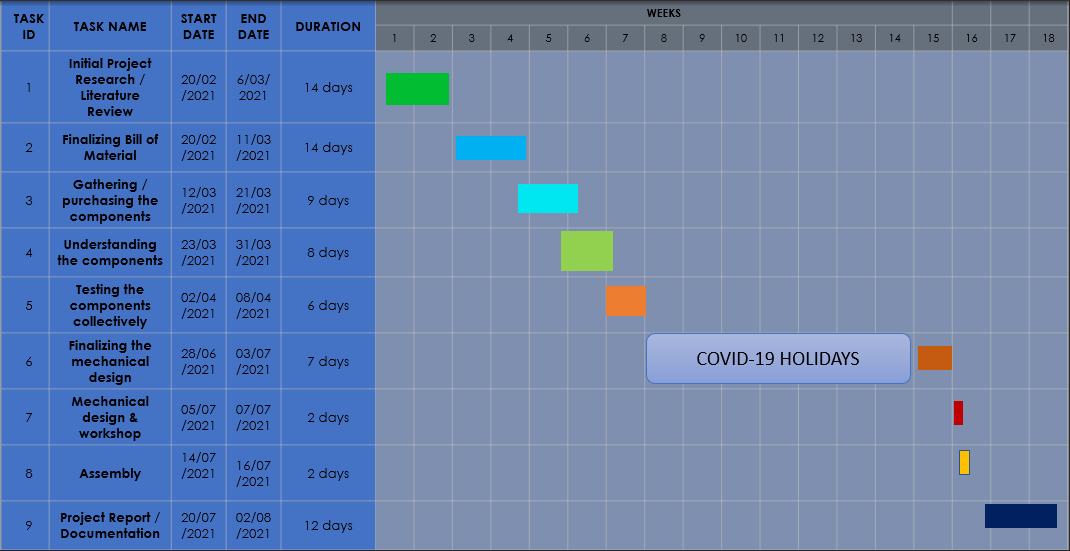 TASK ID TASK NAME START DATE END DATE DURATION WEEKS
1 2 3 4 5 6 7 8 9 10 11 12 13 14 15 16 17 18
1 Initial Project Research / Literature Review 20/02/2021 6/03/2021 14 days
2 Finalizing Bill of Material 20/02/2021 11/03/2021 14 days
3 Gathering / purchasing the components 12/03/2021 21/03/2021 9 days
4 Understanding the components 23/03/2021 31/03/2021 8 days
5 Testing the components collectively 02/04/2021 08/04/2021 6 days
6 Finalizing the mechanical design 28/06/2021 03/07/2021 7 days COVID-19 HOLIDAYS
7 Mechanical design & workshop 05/07/2021 07/07/2021 2 days
8 Assembly 14/07/2021 16/07/2021 2 days
9 Project Report / Documentation 20/07/2021 02/08/2021 12 days